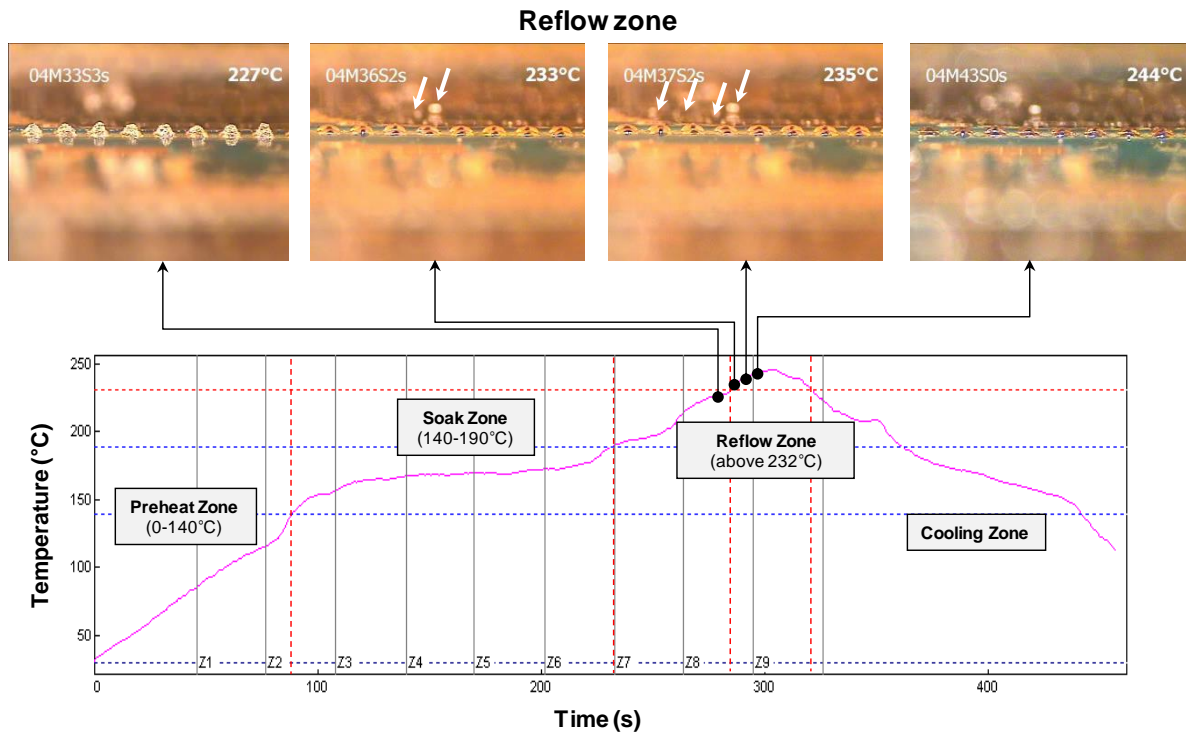 Reflow zone
04M33S3s 227°C
04M36S2s 233°C
04M37S2s 235°C
04M43S0s 244°C
Temperature (°C)
250
200
150
100
50
Preheat Zone
(0-140°C)
Soak Zone
(140-190°C)
Reflow Zone
(above 232°C)
Cooling Zone
Z1 Z2 Z3 Z4 Z5 Z6 Z7 Z8 Z9
0 100 200 300 400
Time (s)